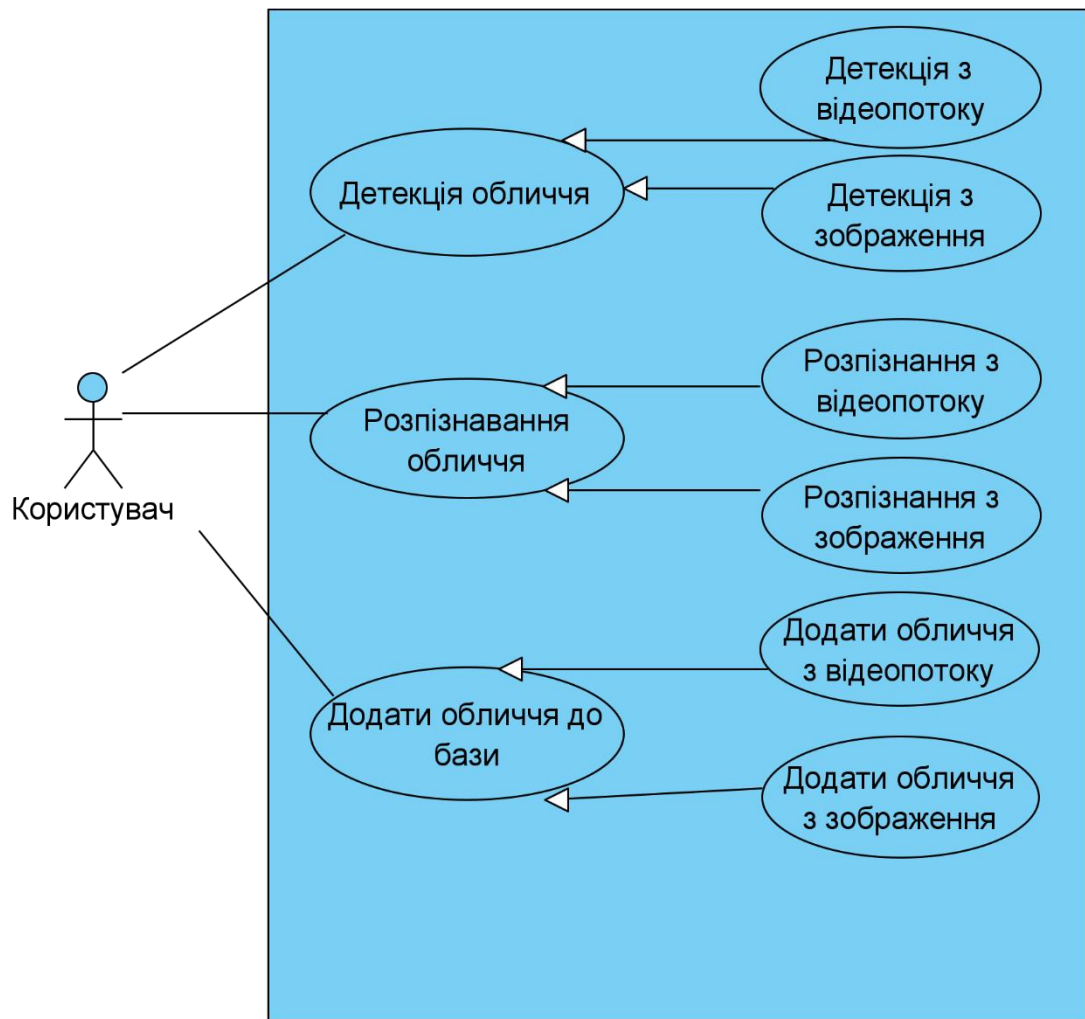 Детекція з
відеопотоку
Детекція обличчя
Детекція з
зображення
Розпізнання з
відеопотоку
Розпізнавання
обличчя
Розпізнання з
зображення
Користувач
Додати обличчя
з відеопотоку
Додати обличчя до
бази
Додати обличчя
з зображення